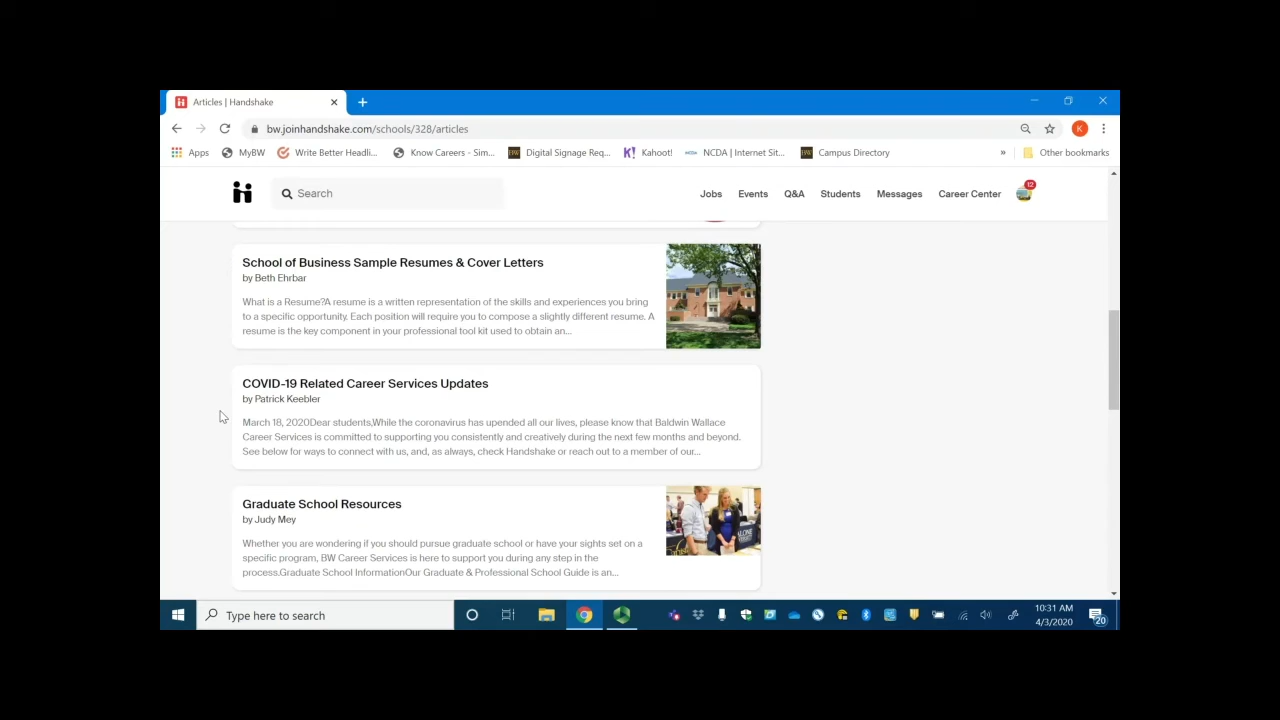 Articles | Handshake
bw.joinhandshake.com/schools/328/articles
K
Apps MyBW Write Better Headli... Know Careers - Sim... BW Digital Signage Req... K! Kahoot! NCDA | Internet Sit... BW Campus Directory » Other bookmarks
Search Jobs Events Q&A Students Messages Career Center 12
School of Business Sample Resumes & Cover Letters
by Beth Ehrbar
What is a Resume?A resume is a written representation of the skills and experiences you bring
to a specific opportunity. Each position will require you to compose a slightly different resume. A
resume is the key component in your professional tool kit used to obtain an...
COVID-19 Related Career Services Updates
by Patrick Keebler
March 18, 2020Dear students,While the coronavirus has upended all our lives, please know that Baldwin Wallace
Career Services is committed to supporting you consistently and creatively during the next few months and beyond.
See below for ways to connect with us, and, as always, check Handshake or reach out to a member of our...
Graduate School Resources
by Judy Mey
Whether you are wondering if you should pursue graduate school or have your sights set on a
specific program, BW Career Services is here to support you during any step in the
process.Graduate School InformationOur Graduate & Professional School Guide is an...
Type here to search
10:31 AM
4/3/2020
20